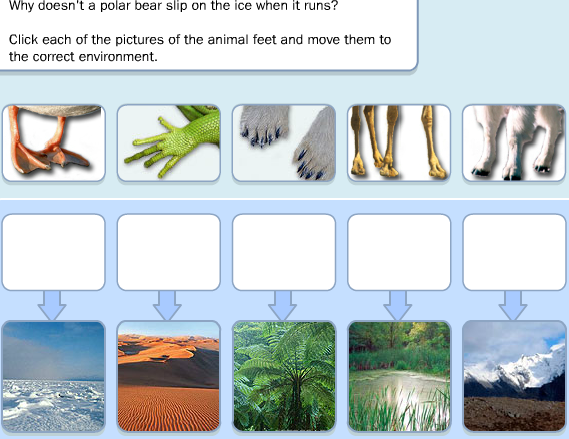 Why doesn't a polar bear slip on the ice when it runs?
Click each of the pictures of the animal feet and move them to
the correct environment.